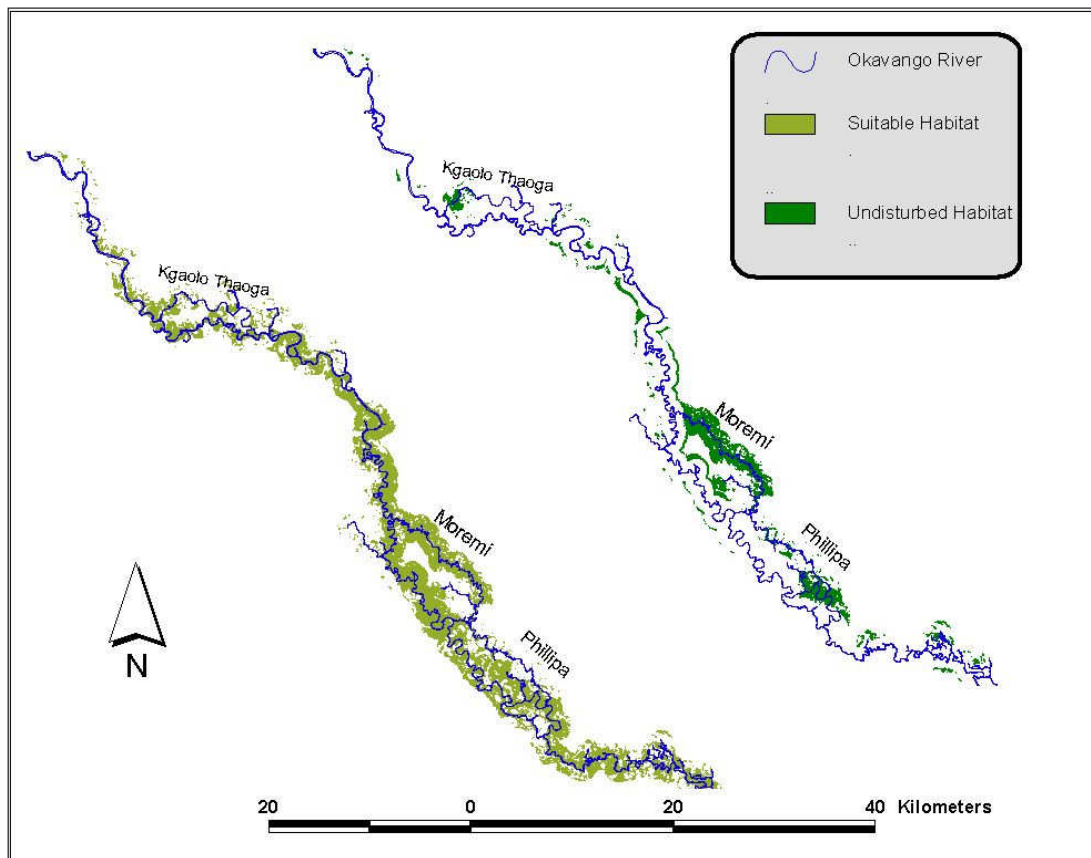 Okavango River
.
Suitable Habitat
.
..
Undisturbed Habitat
..
Kgaolo Thaoga
Moremi
Phillipa
Kgaolo Thaoga
Moremi
Phillipa
N
20 0 20 40 Kilometers